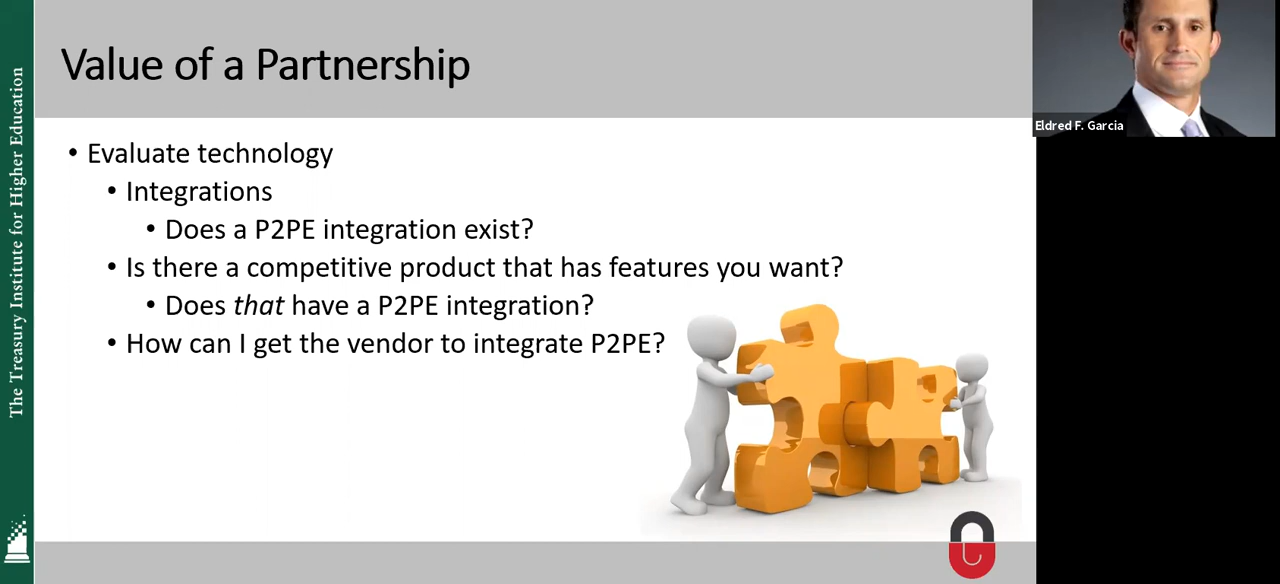 The Treasury Institute for Higher Education
Value of a Partnership
• Evaluate technology
• Integrations
• Does a P2PE integration exist?
• Is there a competitive product that has features you want?
• Does that have a P2PE integration?
• How can I get the vendor to integrate P2PE?
Eldred F. Garcia